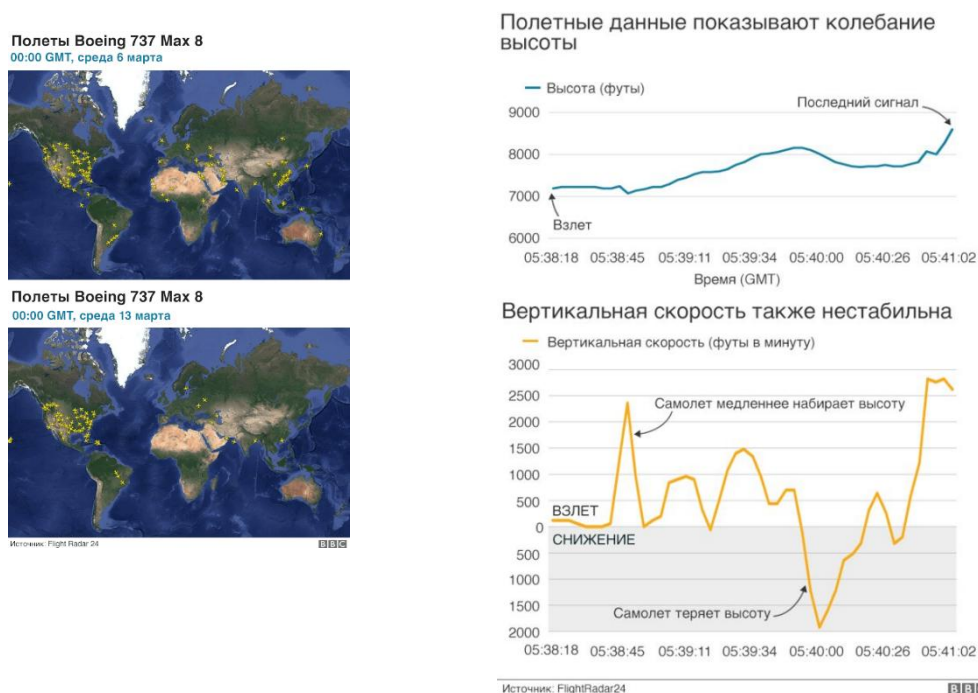 Полеты Boeing 737 Max 8
00:00 GMT, среда 6 марта
Полеты Boeing 737 Max 8
00:00 GMT, среда 13 марта
Источник: Flight Radar 24
BBC
Полетные данные показывают колебание
высоты
Высота (футы)
Последний сигнал
9000
8000
7000
Взлет
6000
05:38:18 05:38:45 05:39:11 05:39:34 05:40:00 05:40:26 05:41:02
Время (GMT)
Вертикальная скорость также нестабильна
Вертикальная скорость (футы в минуту)
3000
2500
Самолет медленнее набирает высоту
2000
1500
1000
500
ВЗЛЕТ
0
СНИЖЕНИЕ
500
1000
1500
Самолет теряет высоту
2000
05:38:18 05:38:45 05:39:11 05:39:34 05:40:00 05:40:26 05:41:02
Источник: FlightRadar24
BBC